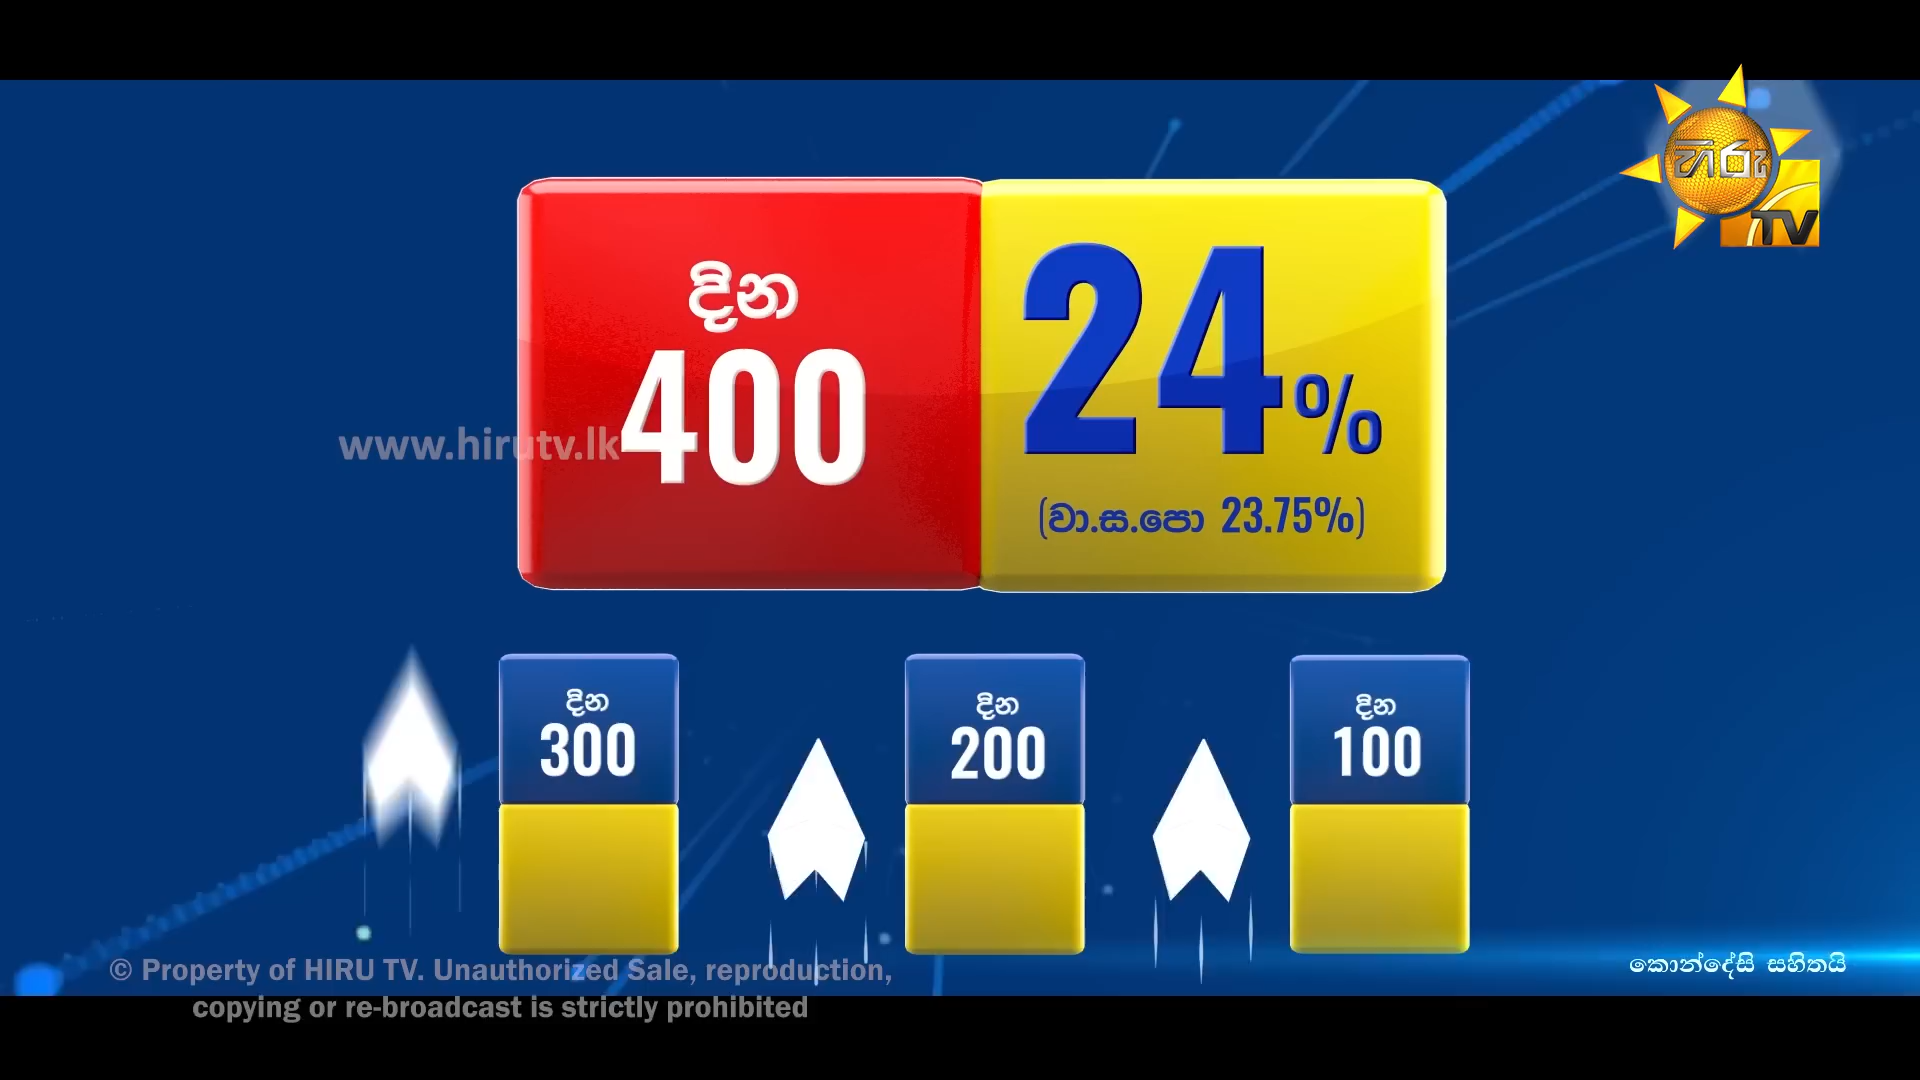 හිරු
TV
දින
400
24%
(වා.ස.පො 23.75%)
www.hirutv.lk
දින
300
දින
200
දින
100
කොන්දේසි සහිතයි
© Property of HIRU TV. Unauthorized Sale, reproduction,
copying or re-broadcast is strictly prohibited